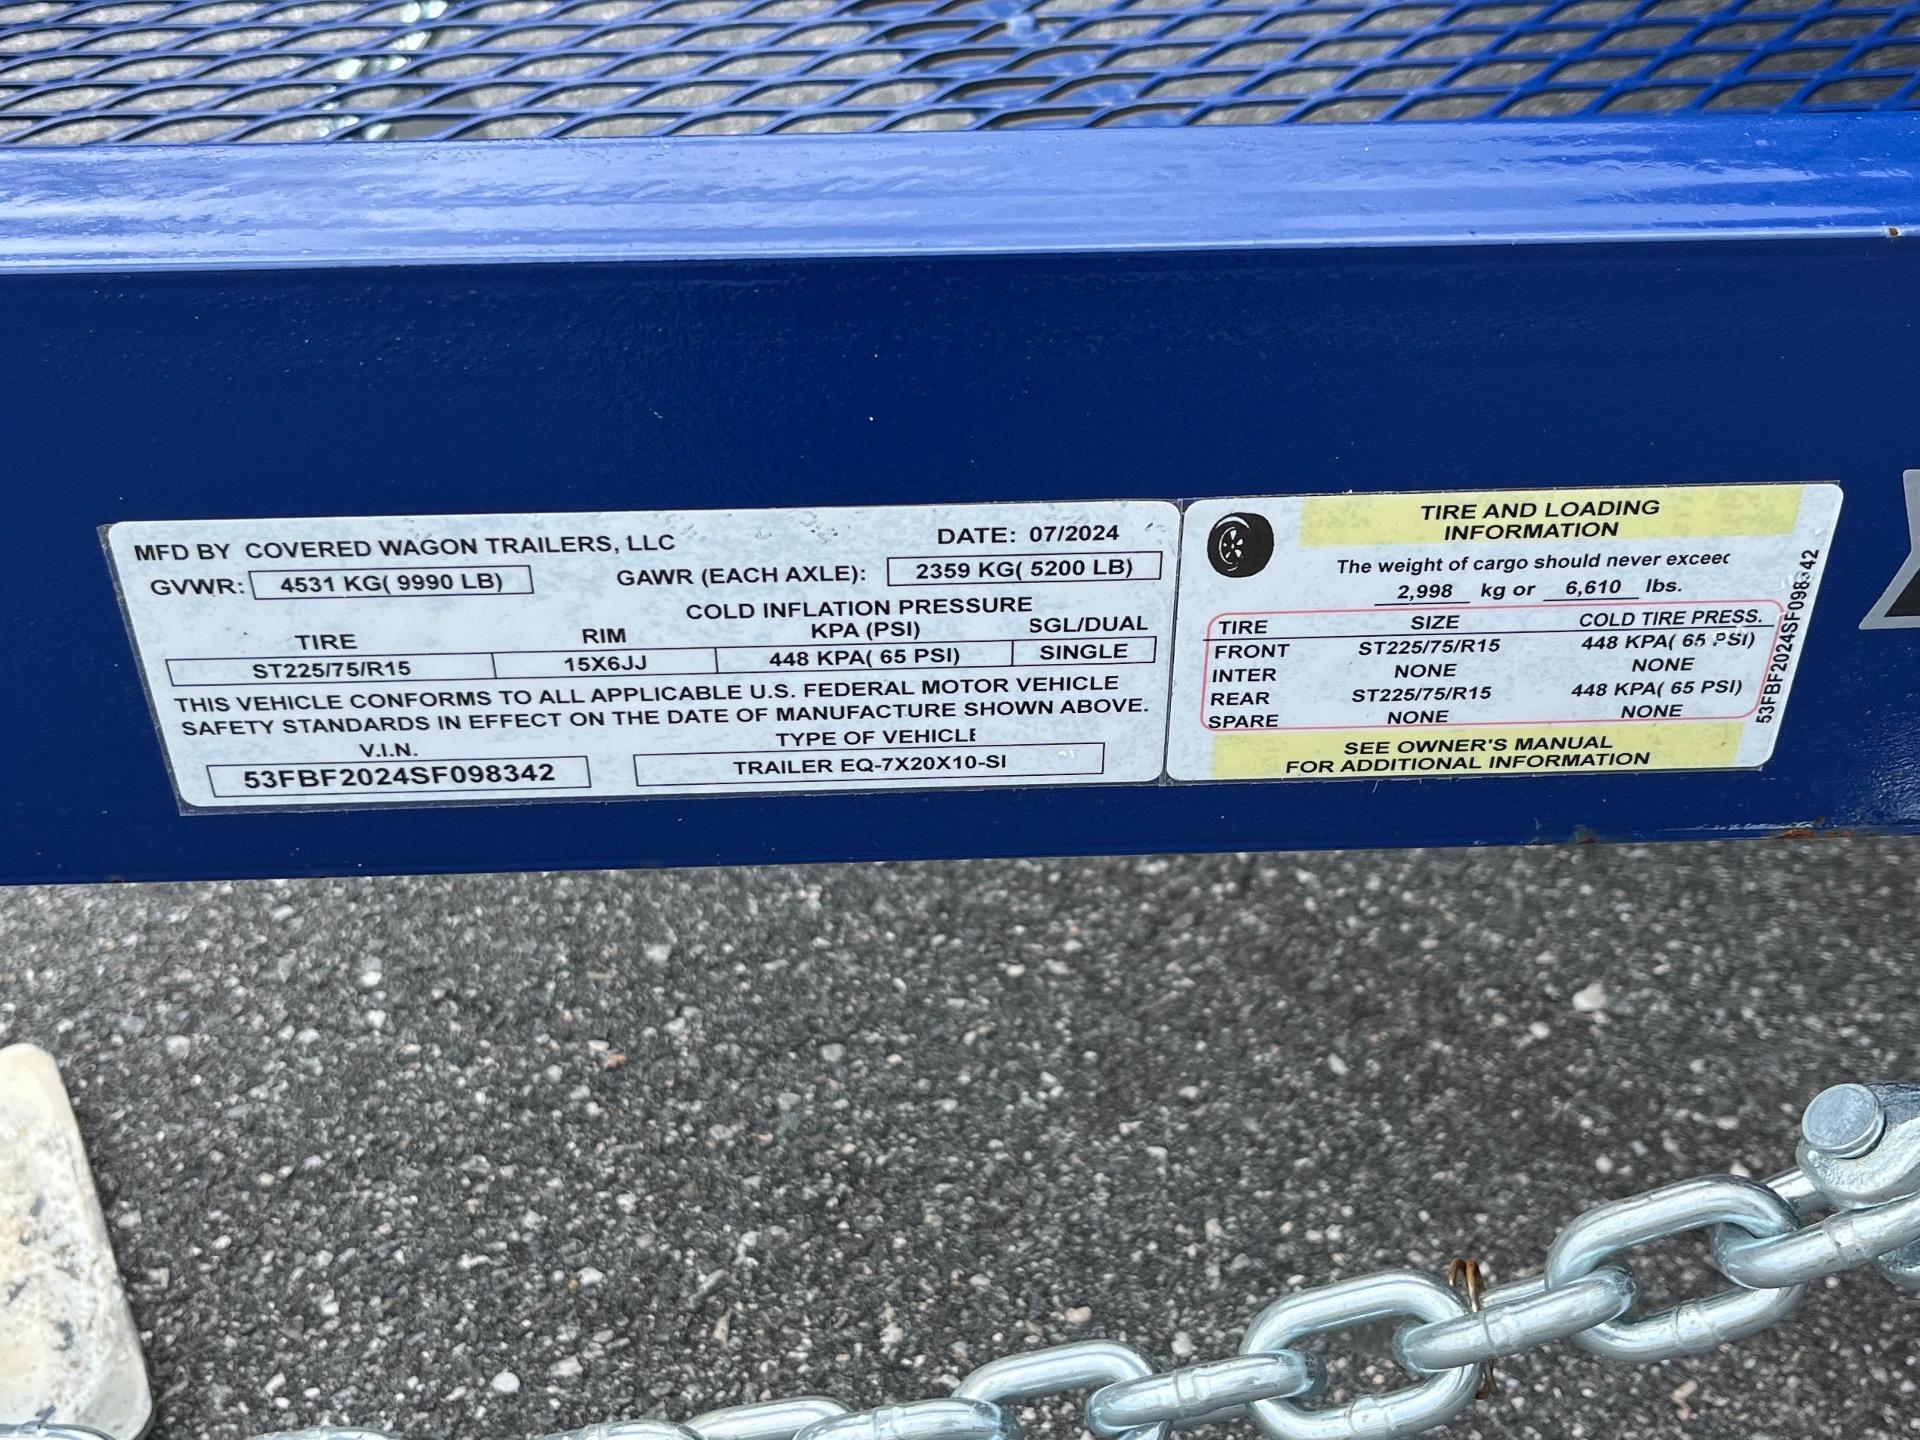 MFD BY COVERED WAGON TRAILERS, LLC DATE: 07/2024
GVWR: 4531 KG( 9990 LB) GAWR (EACH AXLE): 2359 KG( 5200 LB)
COLD INFLATION PRESSURE
TIRE RIM KPA (PSI) SGL/DUAL
ST225/75/R15 15X6JJ 448 KPA( 65 PSI) SINGLE
THIS VEHICLE CONFORMS TO ALL APPLICABLE U.S. FEDERAL MOTOR VEHICLE
SAFETY STANDARDS IN EFFECT ON THE DATE OF MANUFACTURE SHOWN ABOVE.
V.I.N. TYPE OF VEHICLE
53FBF2024SF098342 TRAILER EQ-7X20X10-SI
TIRE AND LOADING
INFORMATION
The weight of cargo should never exceed
2,998 kg or 6,610 lbs.
TIRE SIZE COLD TIRE PRESS.
FRONT ST225/75/R15 448 KPA( 65 PSI)
INTER NONE NONE
REAR ST225/75/R15 448 KPA( 65 PSI)
SPARE NONE NONE
SEE OWNER'S MANUAL
FOR ADDITIONAL INFORMATION
53FBF2024SF098342